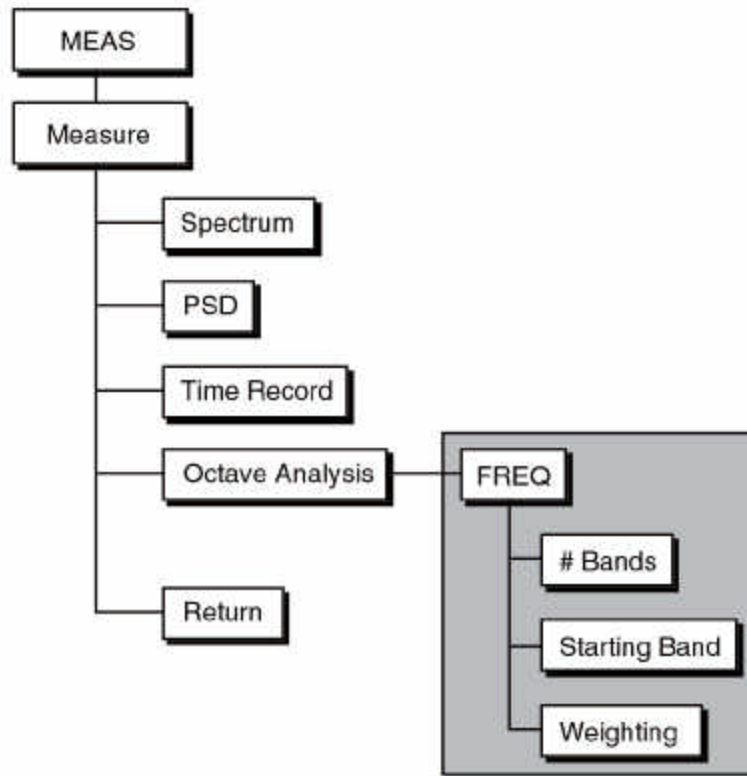 MEAS
Measure
Spectrum
PSD
Time Record
Octave Analysis
FREQ
# Bands
Starting Band
Weighting
Return